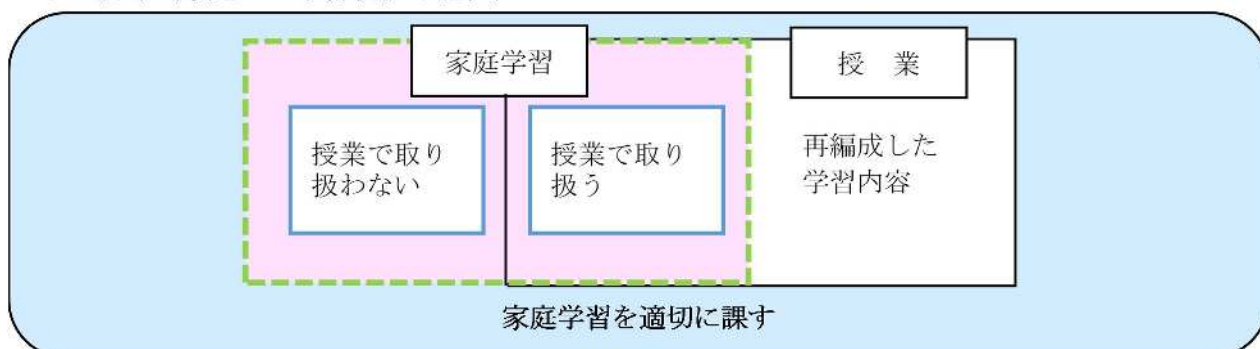 家庭学習
授 業
授業で取り
扱わない
授業で取り
扱う
再編成した
学習内容
家庭学習を適切に課す